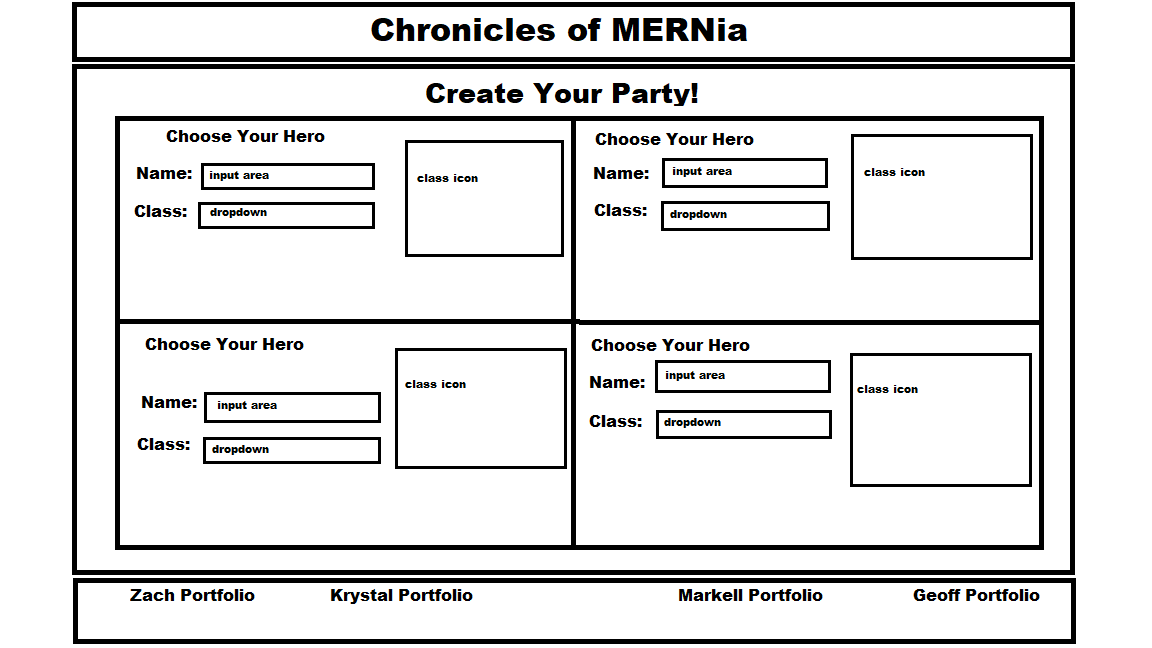 Chronicles of MERNia
Create Your Party!
Choose Your Hero
Name: input area
Class: dropdown
class icon
Choose Your Hero
Name: input area
Class: dropdown
class icon
Choose Your Hero
Name: input area
Class: dropdown
class icon
Choose Your Hero
Name: input area
Class: dropdown
class icon
Zach Portfolio Krystal Portfolio Markell Portfolio Geoff Portfolio